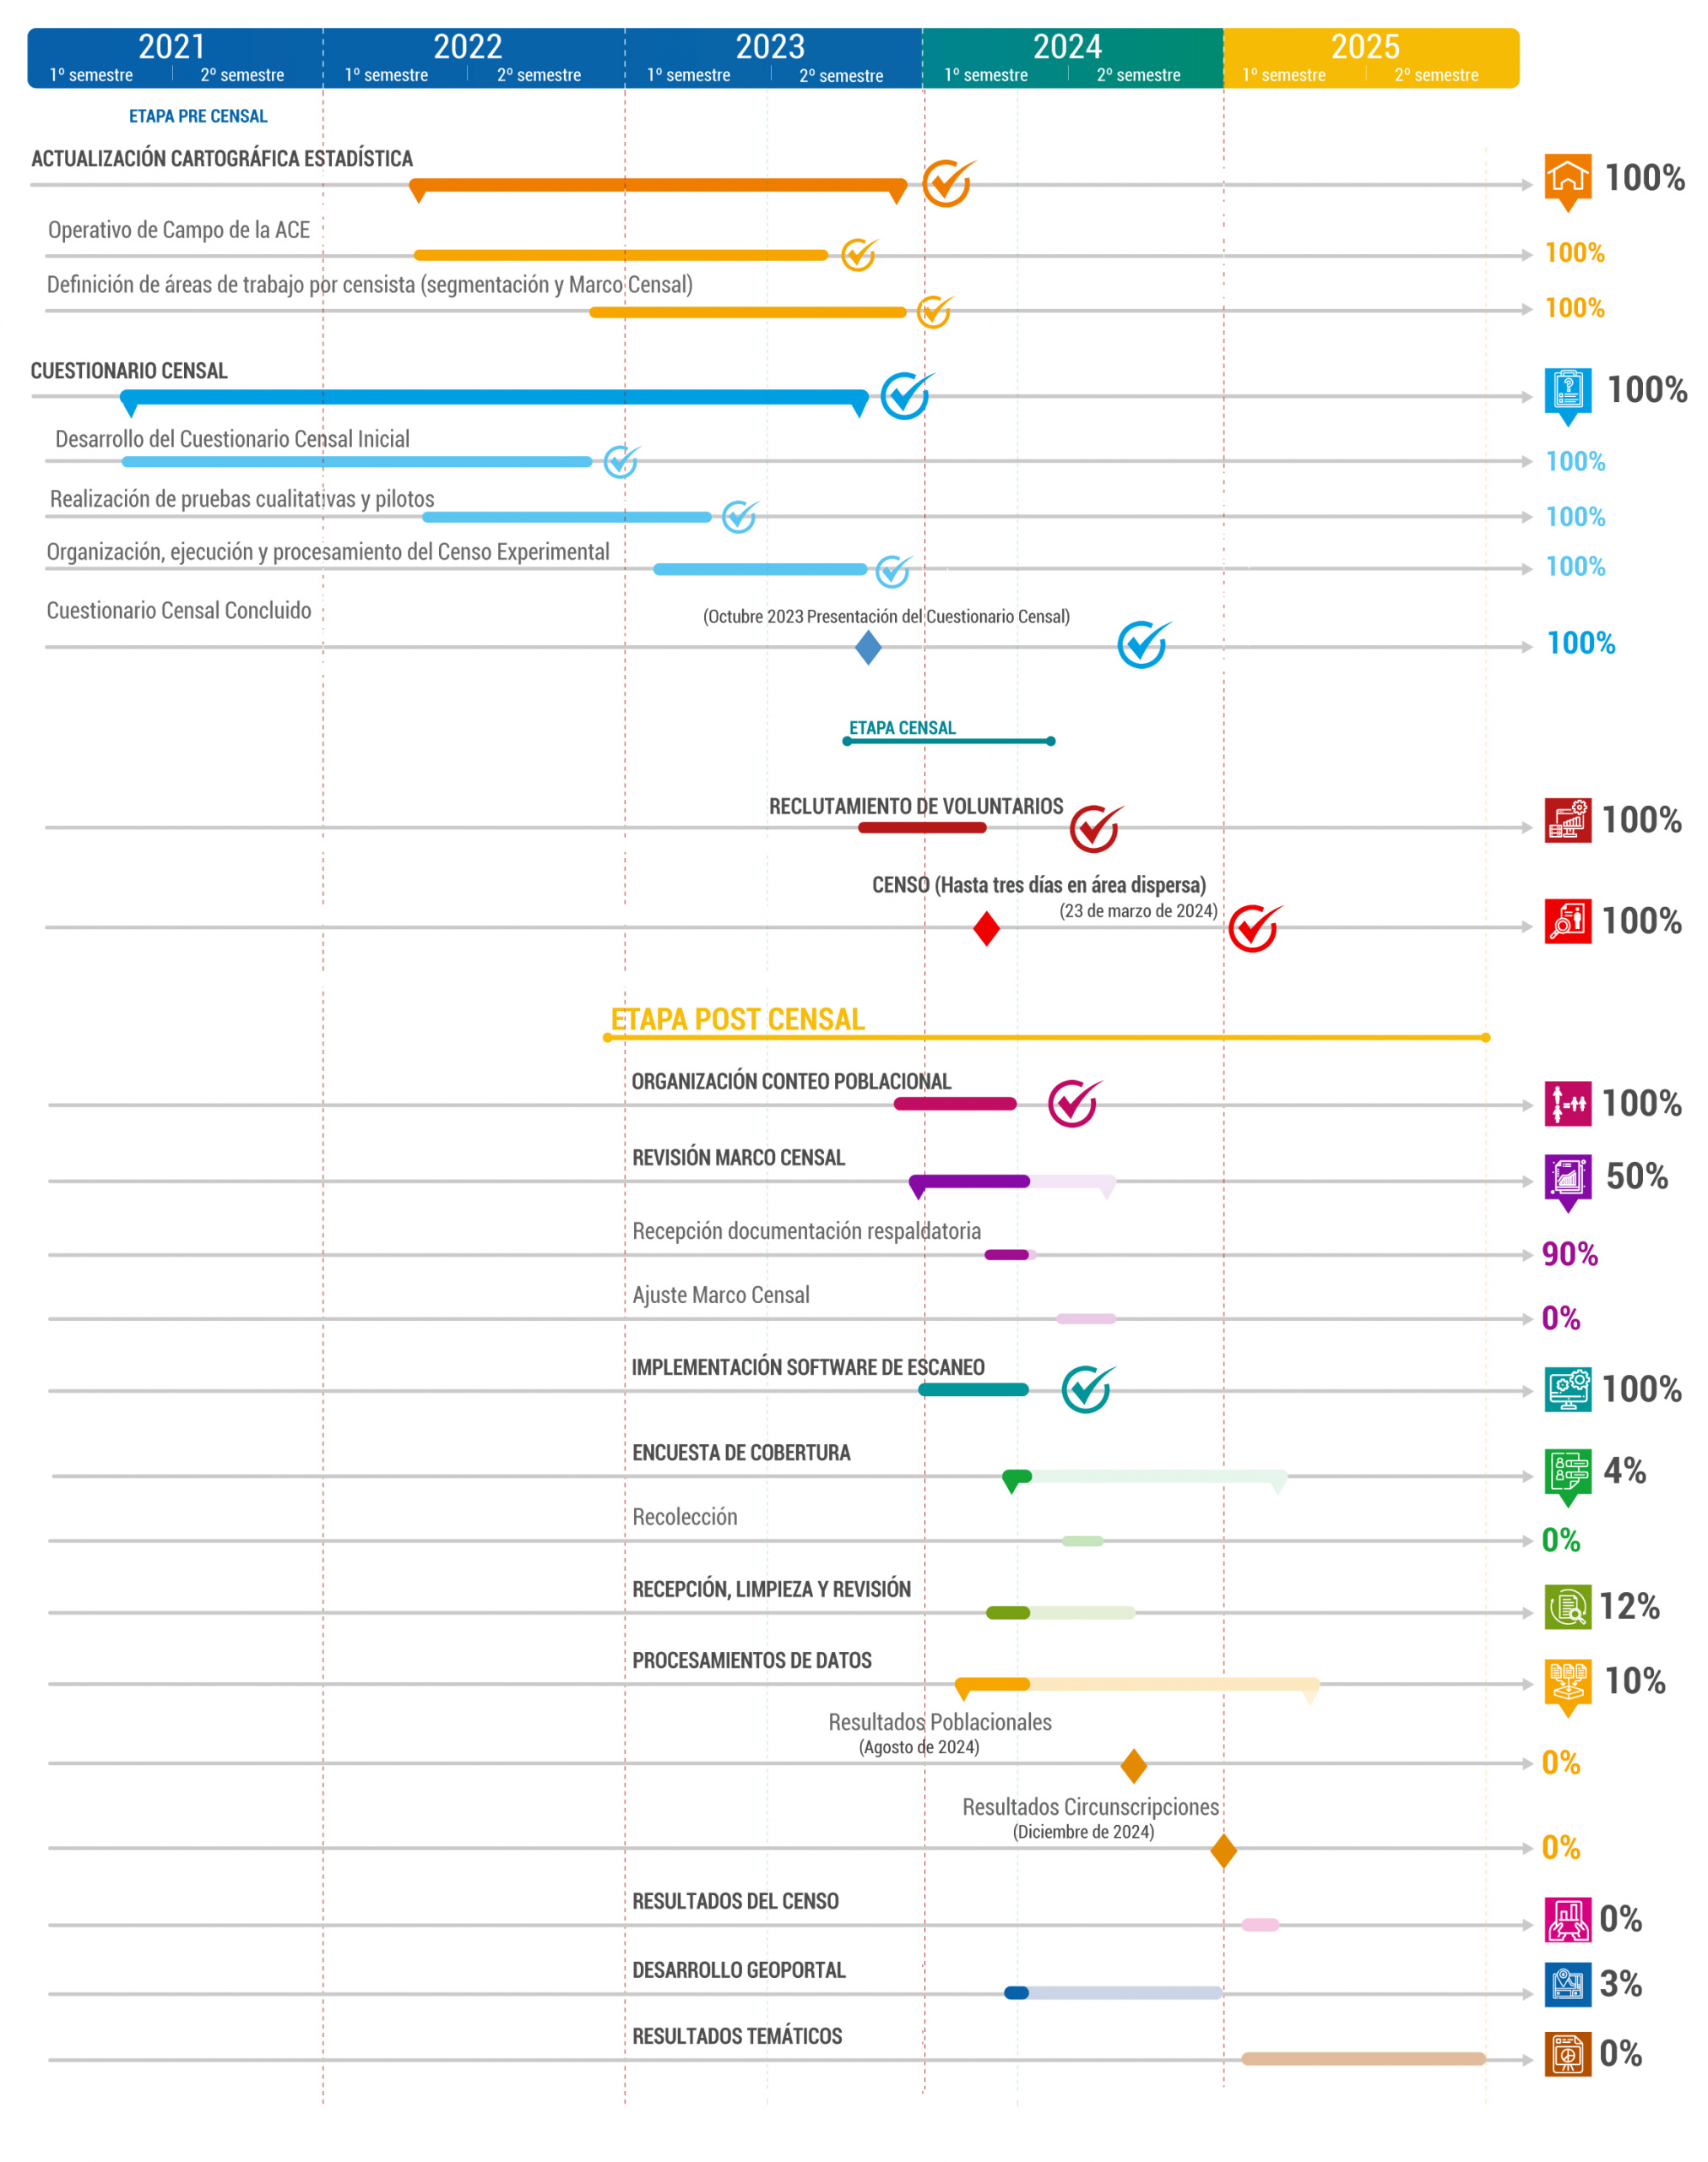 2021 2022 2023 2024 2025
1º semestre 2º semestre 1º semestre 2º semestre 1º semestre 2º semestre 1º semestre 2º semestre 1º semestre 2º semestre
ETAPA PRE CENSAL
ACTUALIZACIÓN CARTOGRÁFICA ESTADÍSTICA
100%
Operativo de Campo de la ACE
100%
Definición de áreas de trabajo por censista (segmentación y Marco Censal)
100%
CUESTIONARIO CENSAL
100%
Desarrollo del Cuestionario Censal Inicial
100%
Realización de pruebas cualitativas y pilotos
100%
Organización, ejecución y procesamiento del Censo Experimental
100%
Cuestionario Censal Concluido
(Octubre 2023 Presentación del Cuestionario Censal)
100%
ETAPA CENSAL
RECLUTAMIENTO DE VOLUNTARIOS
100%
CENSO (Hasta tres días en área dispersa)
(23 de marzo de 2024)
100%
ETAPA POST CENSAL
ORGANIZACIÓN CONTEO POBLACIONAL
100%
REVISIÓN MARCO CENSAL
50%
Recepción documentación respaldatoria
90%
Ajuste Marco Censal
0%
IMPLEMENTACIÓN SOFTWARE DE ESCANEO
100%
ENCUESTA DE COBERTURA
4%
Recolección
0%
RECEPCIÓN, LIMPIEZA Y REVISIÓN
12%
PROCESAMIENTOS DE DATOS
10%
Resultados Poblacionales
(Agosto de 2024)
0%
Resultados Circunscripciones
(Diciembre de 2024)
0%
RESULTADOS DEL CENSO
0%
DESARROLLO GEOPORTAL
3%
RESULTADOS TEMÁTICOS
0%